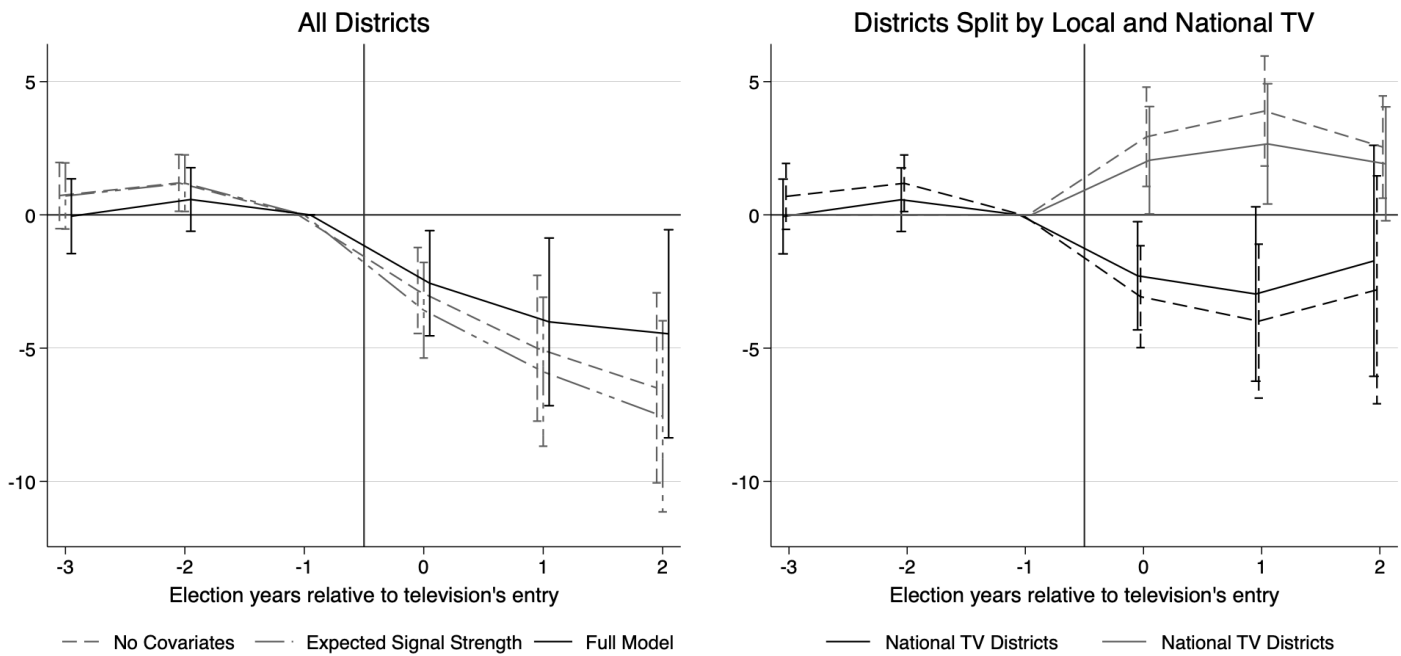 All Districts
5
0
-5
-10
-3 -2 -1 0 1 2
Election years relative to television's entry
No Covariates Expected Signal Strength Full Model
Districts Split by Local and National TV
5
0
-5
-10
-3 -2 -1 0 1 2
Election years relative to television's entry
National TV Districts National TV Districts